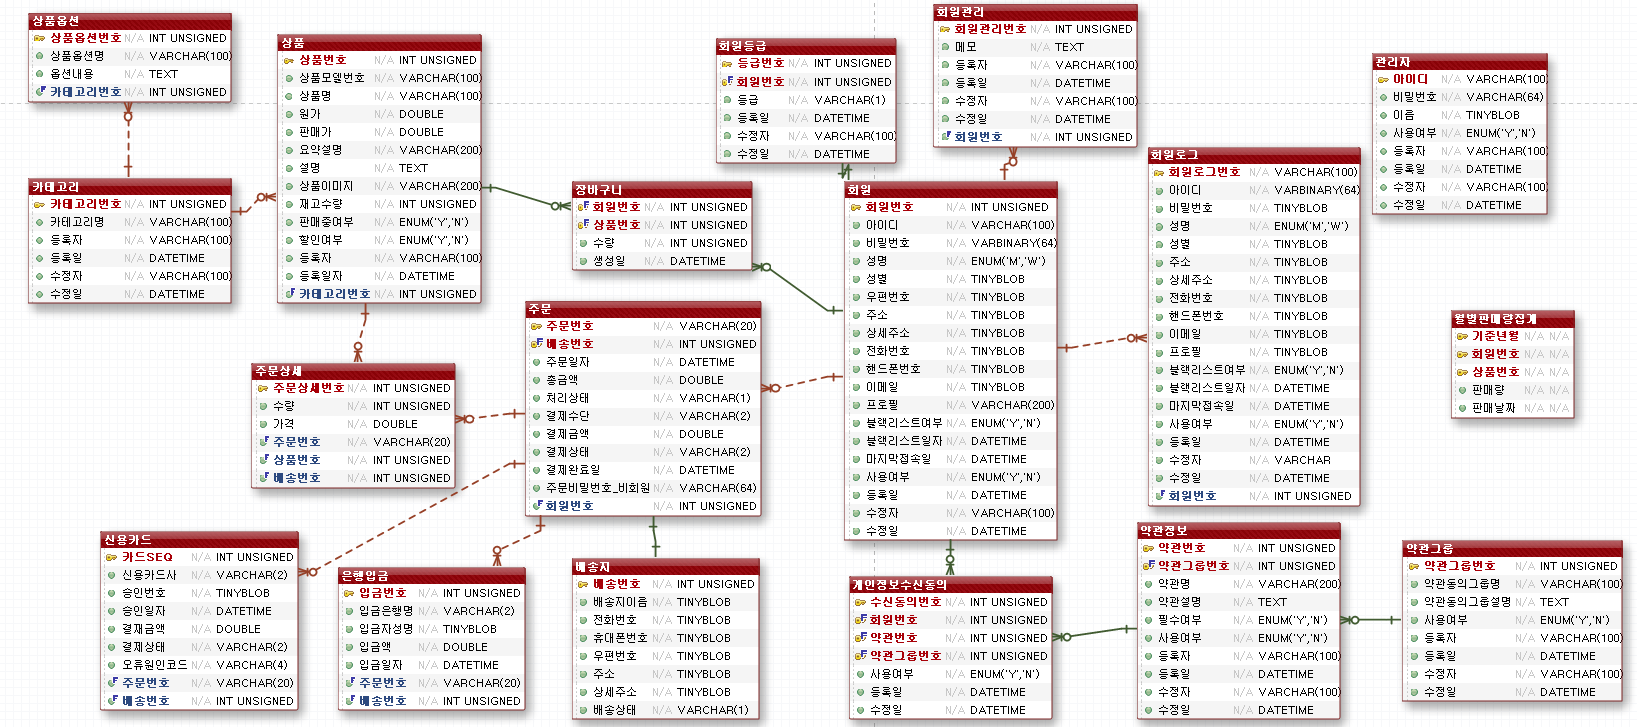 상품옵션
상품옵션번호 N/A INT UNSIGNED
상품옵션명 N/A VARCHAR(100)
옵션내용 N/A TEXT
카테고리번호 N/A INT UNSIGNED
카테고리
카테고리번호 N/A INT UNSIGNED
카테고리명 N/A VARCHAR(100)
등록자 N/A VARCHAR(100)
등록일 N/A DATETIME
수정자 N/A VARCHAR(100)
수정일 N/A DATETIME
상품
상품번호 N/A INT UNSIGNED
상품모델번호 N/A VARCHAR(100)
상품명 N/A VARCHAR(100)
원가 N/A DOUBLE
판매가 N/A DOUBLE
요약설명 N/A VARCHAR(200)
설명 N/A TEXT
상품이미지 N/A VARCHAR(200)
재고수량 N/A INT UNSIGNED
판매중여부 N/A ENUM('Y','N')
할인여부 N/A ENUM('Y','N')
등록자 N/A VARCHAR(100)
등록일자 N/A DATETIME
카테고리번호 N/A INT UNSIGNED
주문상세
주문상세번호 N/A INT UNSIGNED
수량 N/A INT UNSIGNED
가격 N/A DOUBLE
주문번호 N/A VARCHAR(20)
상품번호 N/A INT UNSIGNED
배송번호 N/A INT UNSIGNED
신용카드
카드SEQ N/A INT UNSIGNED
신용카드사 N/A VARCHAR(2)
승인번호 N/A TINYBLOB
승인일자 N/A DATETIME
결재금액 N/A DOUBLE
결제상태 N/A VARCHAR(2)
오류원인코드 N/A VARCHAR(4)
주문번호 N/A VARCHAR(20)
배송번호 N/A INT UNSIGNED
은행입금
입금번호 N/A INT UNSIGNED
입금은행명 N/A VARCHAR(2)
입금자성명 N/A TINYBLOB
입금액 N/A DOUBLE
입금일자 N/A DATETIME
주문번호 N/A VARCHAR(20)
배송번호 N/A INT UNSIGNED
장바구니
회원번호 N/A INT UNSIGNED
상품번호 N/A INT UNSIGNED
수량 N/A INT UNSIGNED
생성일 N/A DATETIME
주문
주문번호 N/A VARCHAR(20)
배송번호 N/A INT UNSIGNED
주문일자 N/A DATETIME
총금액 N/A DOUBLE
처리상태 N/A VARCHAR(1)
결제수단 N/A VARCHAR(2)
결제금액 N/A DOUBLE
결제상태 N/A VARCHAR(2)
결제완료일 N/A DATETIME
주문비밀번호_비회원 N/A VARCHAR(64)
회원번호 N/A INT UNSIGNED
배송지
배송번호 N/A INT UNSIGNED
배송지이름 N/A TINYBLOB
전화번호 N/A TINYBLOB
휴대폰번호 N/A TINYBLOB
우편번호 N/A TINYBLOB
주소 N/A TINYBLOB
상세주소 N/A TINYBLOB
배송상태 N/A VARCHAR(1)
회원등급
등급번호 N/A INT UNSIGNED
회원번호 N/A INT UNSIGNED
등급 N/A VARCHAR(1)
등록일 N/A DATETIME
수정자 N/A VARCHAR(100)
수정일 N/A DATETIME
회원관리
회원관리번호 N/A INT UNSIGNED
메모 N/A TEXT
등록자 N/A VARCHAR(100)
등록일 N/A DATETIME
수정자 N/A VARCHAR(100)
수정일 N/A DATETIME
회원번호 N/A INT UNSIGNED
회원
회원번호 N/A INT UNSIGNED
아이디 N/A VARCHAR(100)
비밀번호 N/A VARBINARY(64)
성명 N/A ENUM('M','W')
성별 N/A TINYBLOB
우편번호 N/A TINYBLOB
주소 N/A TINYBLOB
상세주소 N/A TINYBLOB
전화번호 N/A TINYBLOB
핸드폰번호 N/A TINYBLOB
이메일 N/A TINYBLOB
프로필 N/A VARCHAR(200)
블랙리스트여부 N/A ENUM('Y','N')
블랙리스트일자 N/A DATETIME
마지막접속일 N/A DATETIME
사용여부 N/A ENUM('Y','N')
등록일 N/A DATETIME
수정자 N/A VARCHAR(100)
수정일 N/A DATETIME
개인정보수신동의
수신동의번호 N/A INT UNSIGNED
회원번호 N/A INT UNSIGNED
약관번호 N/A INT UNSIGNED
약관그룹번호 N/A INT UNSIGNED
사용여부 N/A ENUM('Y','N')
등록일 N/A DATETIME
수정일 N/A DATETIME
회원로그
회원로그번호 N/A VARCHAR(100)
아이디 N/A VARBINARY(64)
비밀번호 N/A TINYBLOB
성명 N/A ENUM('M','W')
성별 N/A TINYBLOB
주소 N/A TINYBLOB
상세주소 N/A TINYBLOB
전화번호 N/A TINYBLOB
핸드폰번호 N/A TINYBLOB
이메일 N/A TINYBLOB
프로필 N/A TINYBLOB
블랙리스트여부 N/A ENUM('Y','N')
블랙리스트일자 N/A DATETIME
마지막접속일 N/A DATETIME
사용여부 N/A ENUM('Y','N')
등록일 N/A DATETIME
수정자 N/A VARCHAR
수정일 N/A DATETIME
회원번호 N/A INT UNSIGNED
약관정보
약관번호 N/A INT UNSIGNED
약관그룹번호 N/A INT UNSIGNED
약관명 N/A VARCHAR(200)
약관설명 N/A TEXT
필수여부 N/A ENUM('Y','N')
사용여부 N/A ENUM('Y','N')
등록자 N/A VARCHAR(100)
등록일 N/A DATETIME
수정자 N/A VARCHAR(100)
수정일 N/A DATETIME
관리자
아이디 N/A VARCHAR(100)
비밀번호 N/A VARCHAR(64)
이름 N/A TINYBLOB
사용여부 N/A ENUM('Y','N')
등록자 N/A VARCHAR(100)
등록일 N/A DATETIME
수정자 N/A VARCHAR(100)
수정일 N/A DATETIME
월별판매량집계
기준년월 N/A N/A
회원번호 N/A N/A
상품번호 N/A N/A
판매량 N/A N/A
판매날짜 N/A N/A
약관그룹
약관그룹번호 N/A INT UNSIGNED
약관동의그룹명 N/A VARCHAR(100)
약관동의그룹설명 N/A TEXT
사용여부 N/A ENUM('Y','N')
등록자 N/A VARCHAR(100)
등록일 N/A DATETIME
수정자 N/A VARCHAR(100)
수정일 N/A DATETIME